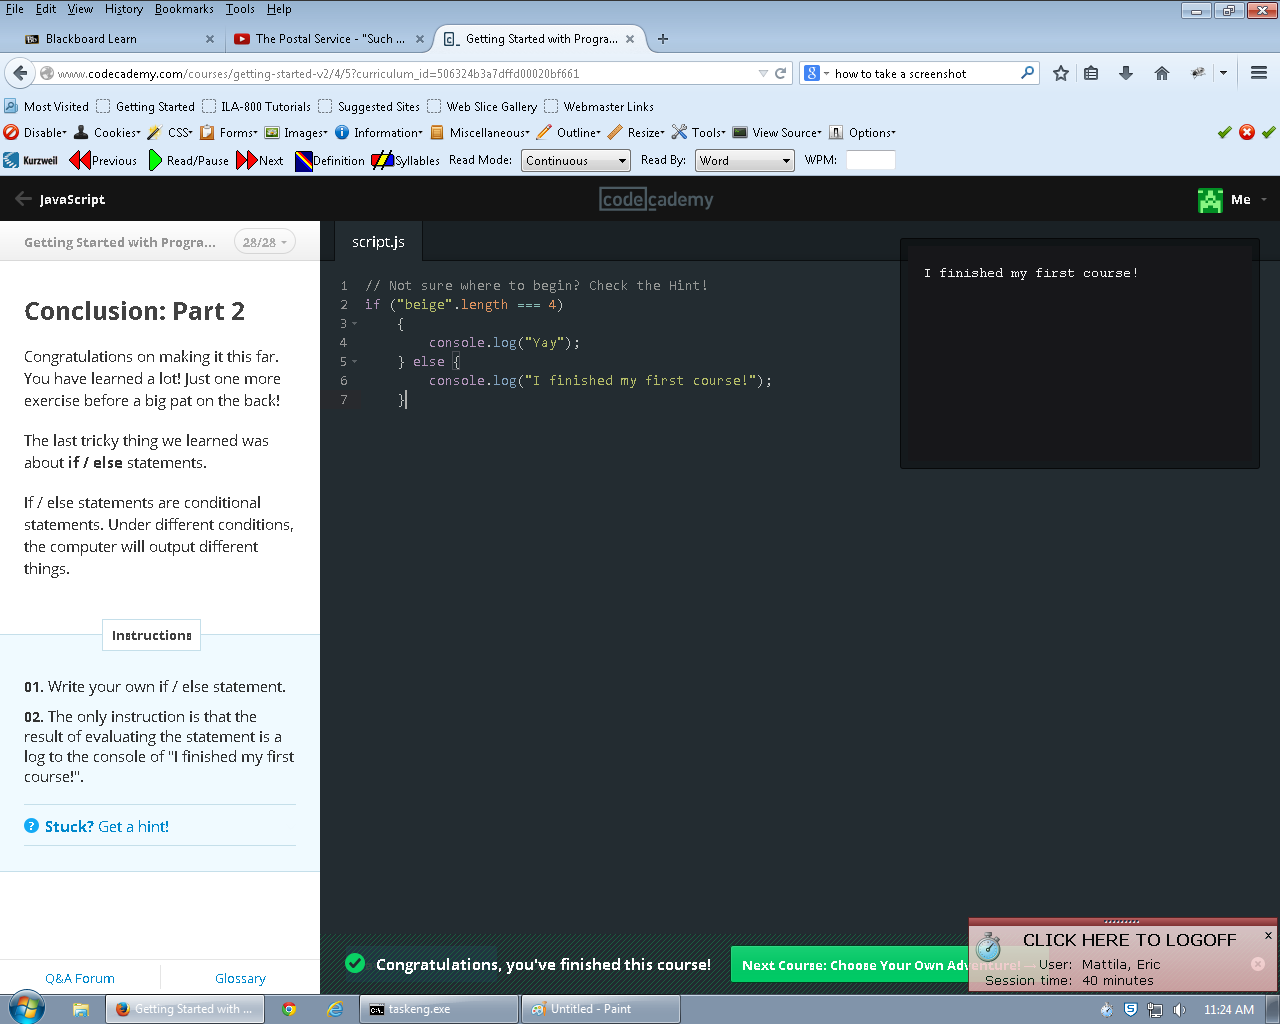 File Edit View History Bookmarks Tools Help
Blackboard Learn The Postal Service - "Such ... Getting Started with Progra...
www.codecademy.com/courses/getting-started-v2/4/5?curriculum_id=506324b3a7dffd00020bf661 how to take a screenshot
Most Visited Getting Started ILA-800 Tutorials Suggested Sites Web Slice Gallery Webmaster Links
Disable Cookies CSS Forms Images Information Miscellaneous Outline Resize Tools View Source Options
Kurzweil Previous Read/Pause Next Definition Syllables Read Mode: Continuous Read By: Word WPM:
JavaScript
codecademy
Me
Getting Started with Progra... 28/28
Conclusion: Part 2
Congratulations on making it this far.
You have learned a lot! Just one more
exercise before a big pat on the back!
The last tricky thing we learned was
about if / else statements.
If / else statements are conditional
statements. Under different conditions,
the computer will output different
things.
Instructions
01. Write your own if / else statement.
02. The only instruction is that the
result of evaluating the statement is a
log to the console of "I finished my first
course!".
Stuck? Get a hint!
Q&A Forum Glossary
script.js
1 // Not sure where to begin? Check the Hint!
2 if ("beige".length === 4)
3 {
4 console.log("Yay");
5 } else {
6 console.log("I finished my first course!");
7 }
I finished my first course!
Congratulations, you've finished this course!
Next Course: Choose Your Own Adventure!
CLICK HERE TO LOGOFF
User: Mattila, Eric
Session time: 40 minutes
Getting Started with ... taskeng.exe Untitled - Paint 11:24 AM